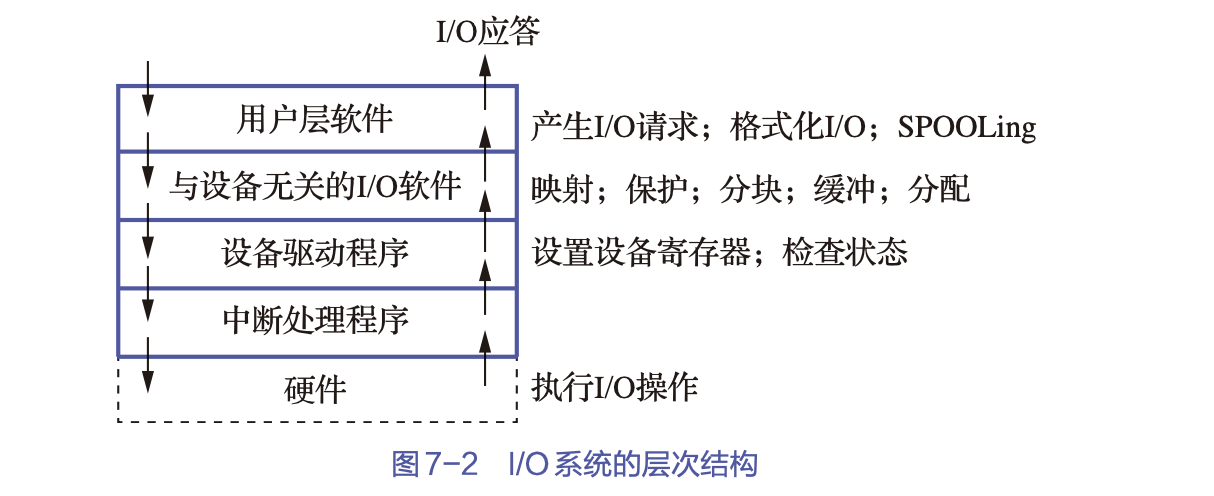 I/O应答
用户层软件
产生I/O请求；格式化I/O；SPOOLing
与设备无关的I/O软件
映射；保护；分块；缓冲；分配
设备驱动程序
设置设备寄存器；检查状态
中断处理程序
硬件
执行I/O操作
图7-2 I/O系统的层次结构